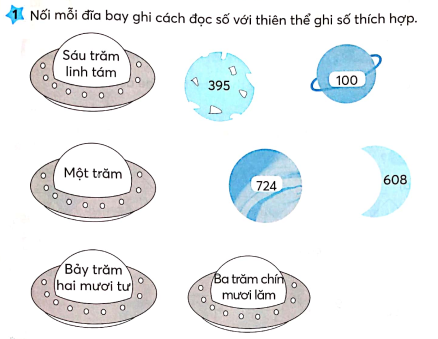 1 Nối mỗi đĩa bay ghi cách đọc số với thiên thể ghi số thích hợp.
Sáu trăm
linh tám
395
100
Một trăm
724
608
Bảy trăm
hai mươi tư
Ba trăm chín
mươi lăm